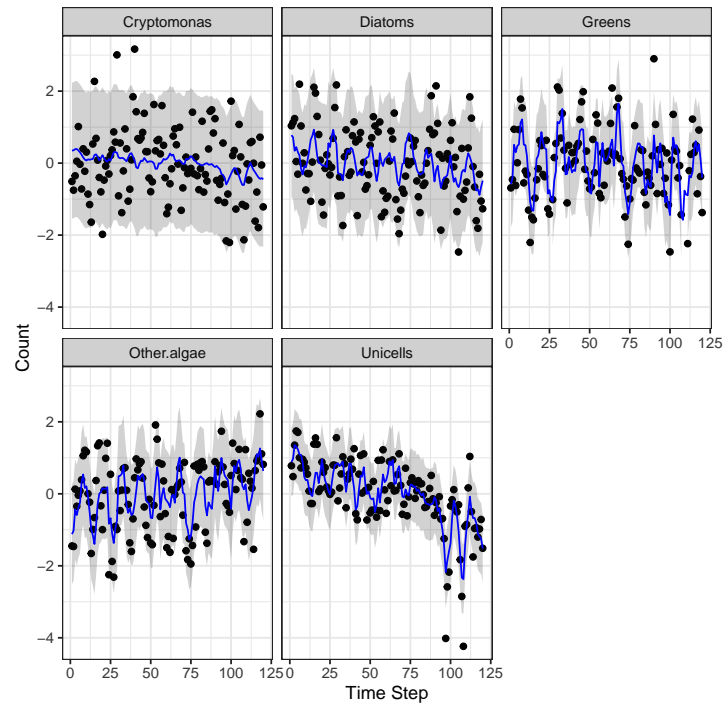 Cryptomonas Diatoms Greens
2
0
−2
−4
0 25 50 75 100 125
Count
Other.algae Unicells
2
0
−2
−4
0 25 50 75 100 125 0 25 50 75 100 125
Time Step